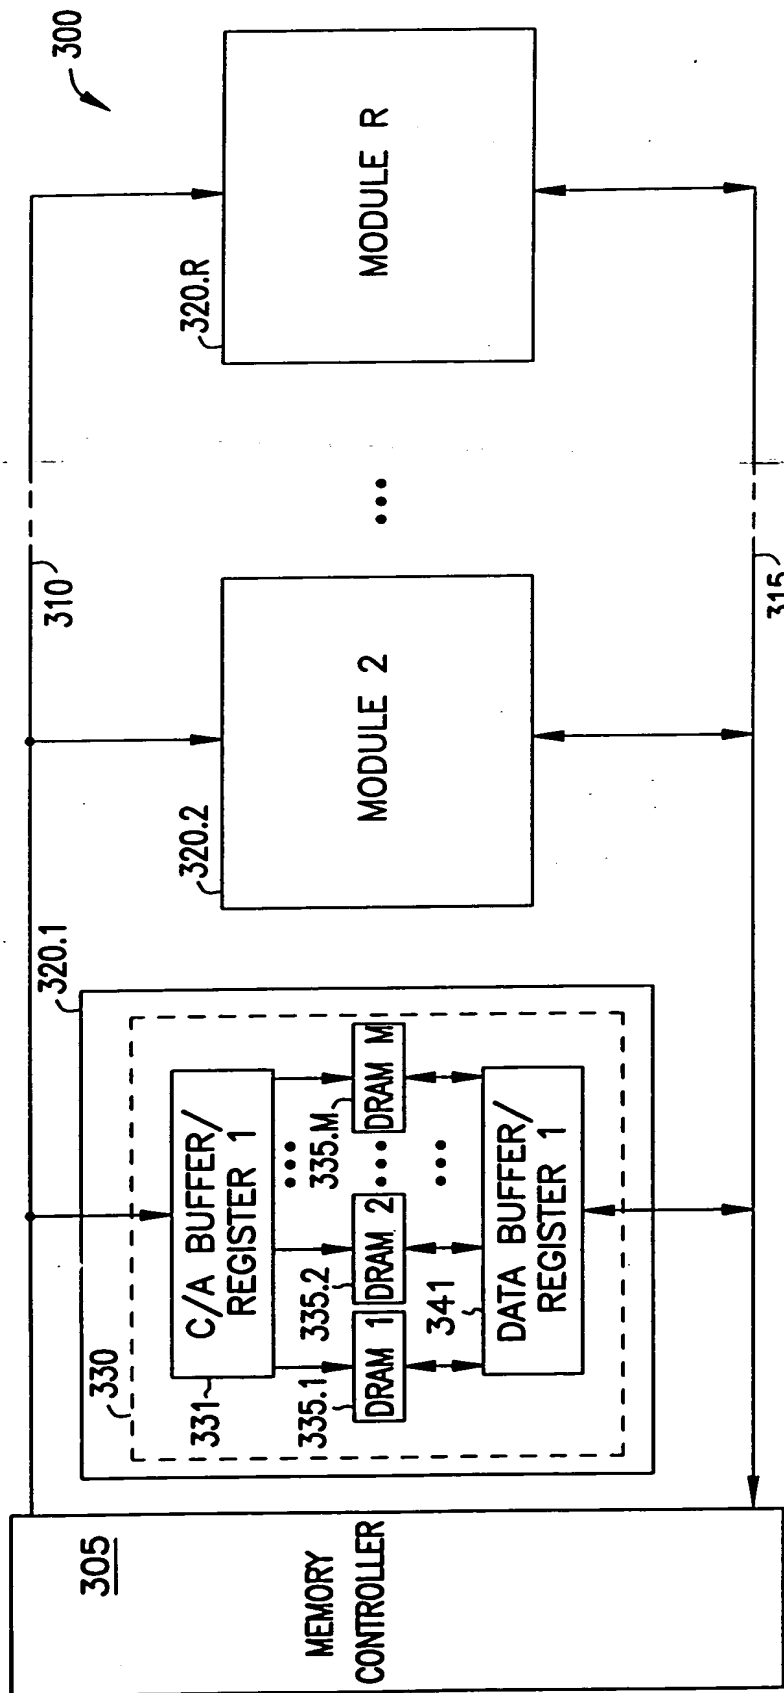 300
305
MEMORY
CONTROLLER
310
315
320.1
330
331
C/A BUFFER/
REGISTER 1
335.1
DRAM 1
335.2
DRAM 2
335.M
DRAM M
•••
•••
•••
341
DATA BUFFER/
REGISTER 1
320.2
MODULE 2
•••
320.R
MODULE R